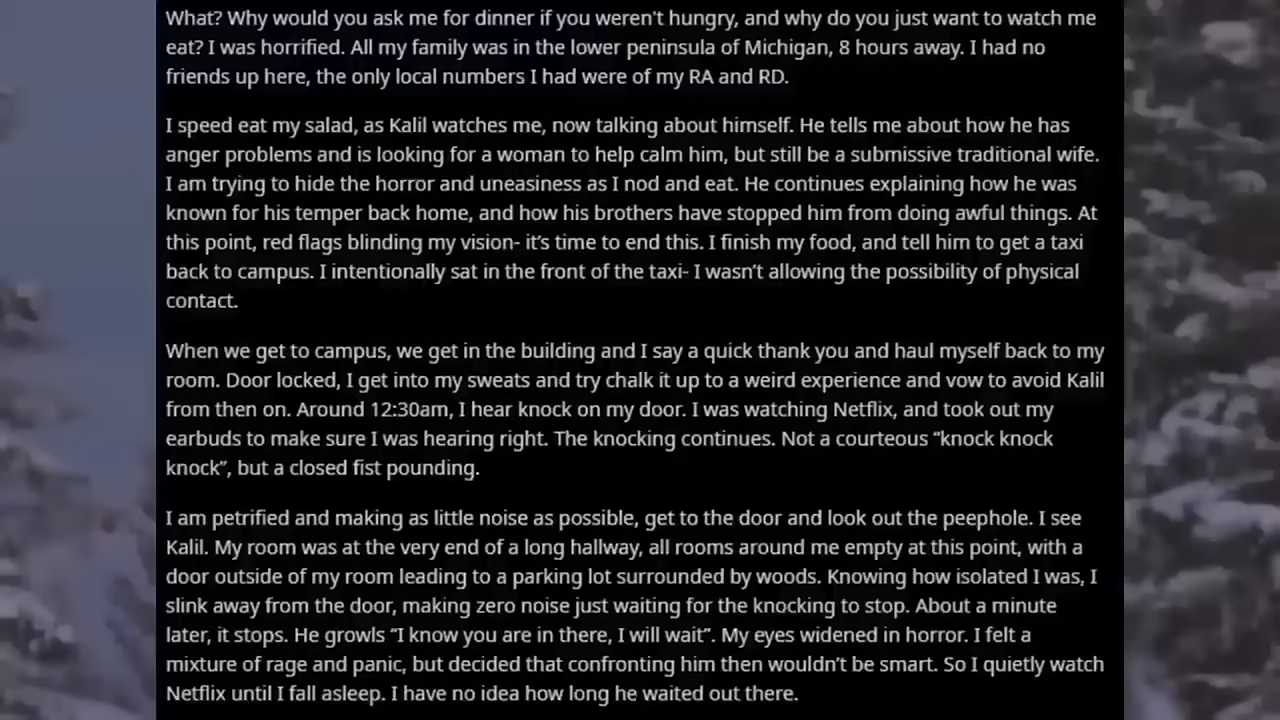 What? Why would you ask me for dinner if you weren't hungry, and why do you just want to watch me
eat? I was horrified. All my family was in the lower peninsula of Michigan, 8 hours away. I had no
friends up here, the only local numbers I had were of my RA and RD.
I speed eat my salad, as Kalil watches me, now talking about himself. He tells me about how he has
anger problems and is looking for a woman to help calm him, but still be a submissive traditional wife.
I am trying to hide the horror and uneasiness as I nod and eat. He continues explaining how he was
known for his temper back home, and how his brothers have stopped him from doing awful things. At
this point, red flags blinding my vision- it’s time to end this. I finish my food, and tell him to get a taxi
back to campus. I intentionally sat in the front of the taxi- I wasn’t allowing the possibility of physical
contact.
When we get to campus, we get in the building and I say a quick thank you and haul myself back to my
room. Door locked, I get into my sweats and try chalk it up to a weird experience and vow to avoid Kalil
from then on. Around 12:30am, I hear knock on my door. I was watching Netflix, and took out my
earbuds to make sure I was hearing right. The knocking continues. Not a courteous “knock knock
knock”, but a closed fist pounding.
I am petrified and making as little noise as possible, get to the door and look out the peephole. I see
Kalil. My room was at the very end of a long hallway, all rooms around me empty at this point, with a
door outside of my room leading to a parking lot surrounded by woods. Knowing how isolated I was, I
slink away from the door, making zero noise just waiting for the knocking to stop. About a minute
later, it stops. He growls “I know you are in there, I will wait”. My eyes widened in horror. I felt a
mixture of rage and panic, but decided that confronting him then wouldn’t be smart. So I quietly watch
Netflix until I fall asleep. I have no idea how long he waited out there.